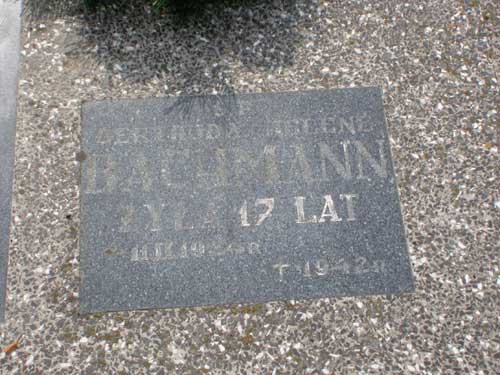 GERTRUDA HELENE
BACHMANN
ŻYŁA 17 LAT
† 1942 R